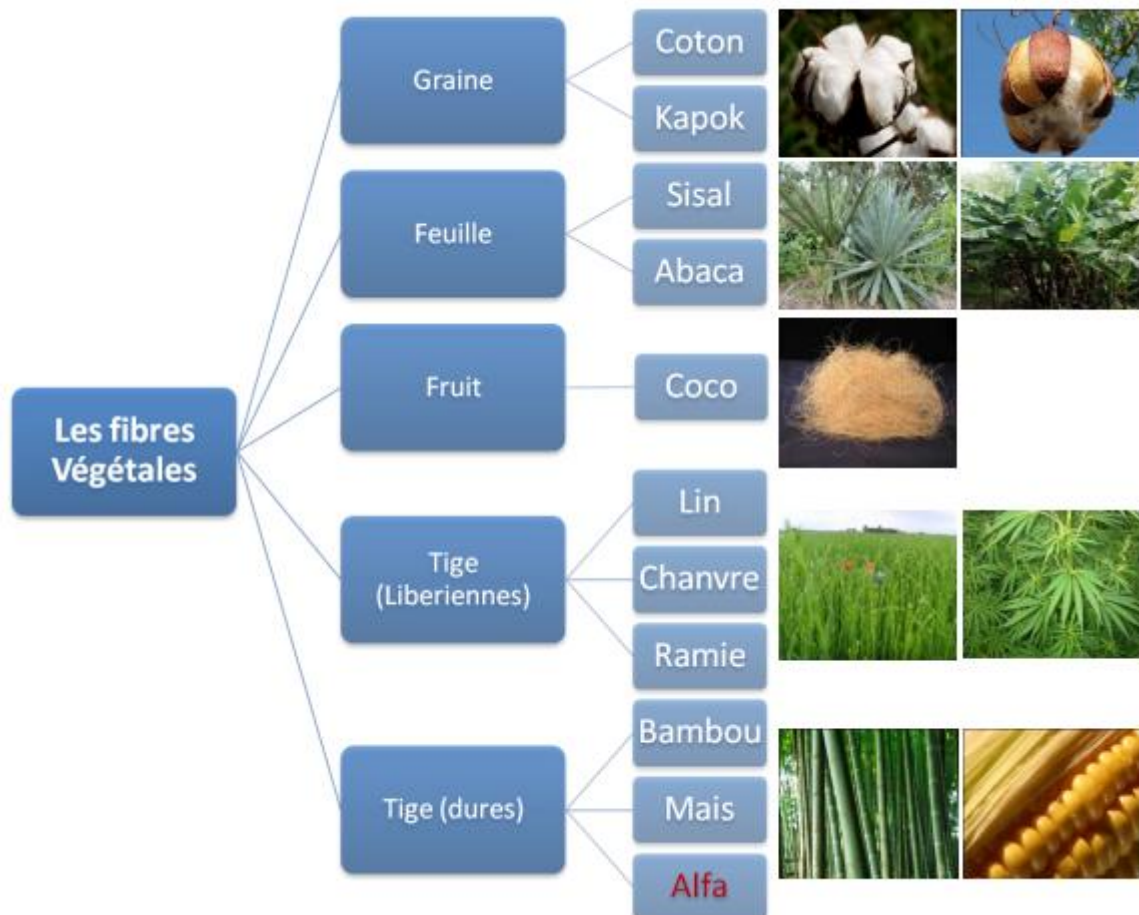 Les fibres
Végétales
Graine
Coton
Kapok
Feuille
Sisal
Abaca
Fruit
Coco
Tige
(Liberiennes)
Lin
Chanvre
Ramie
Tige (dures)
Bambou
Mais
Alfa